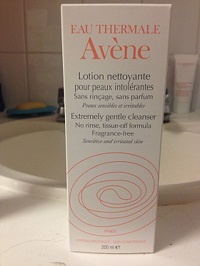 EAU THERMALE
Avène
Lotion nettoyante
pour peaux intolérantes
Sans rinçage, sans parfum
Peaux sensibles et irritables
Extremely gentle cleanser
No rinse, tissue-off formula
Fragrance-free
Sensitive and irritated skin
200 ml ℮